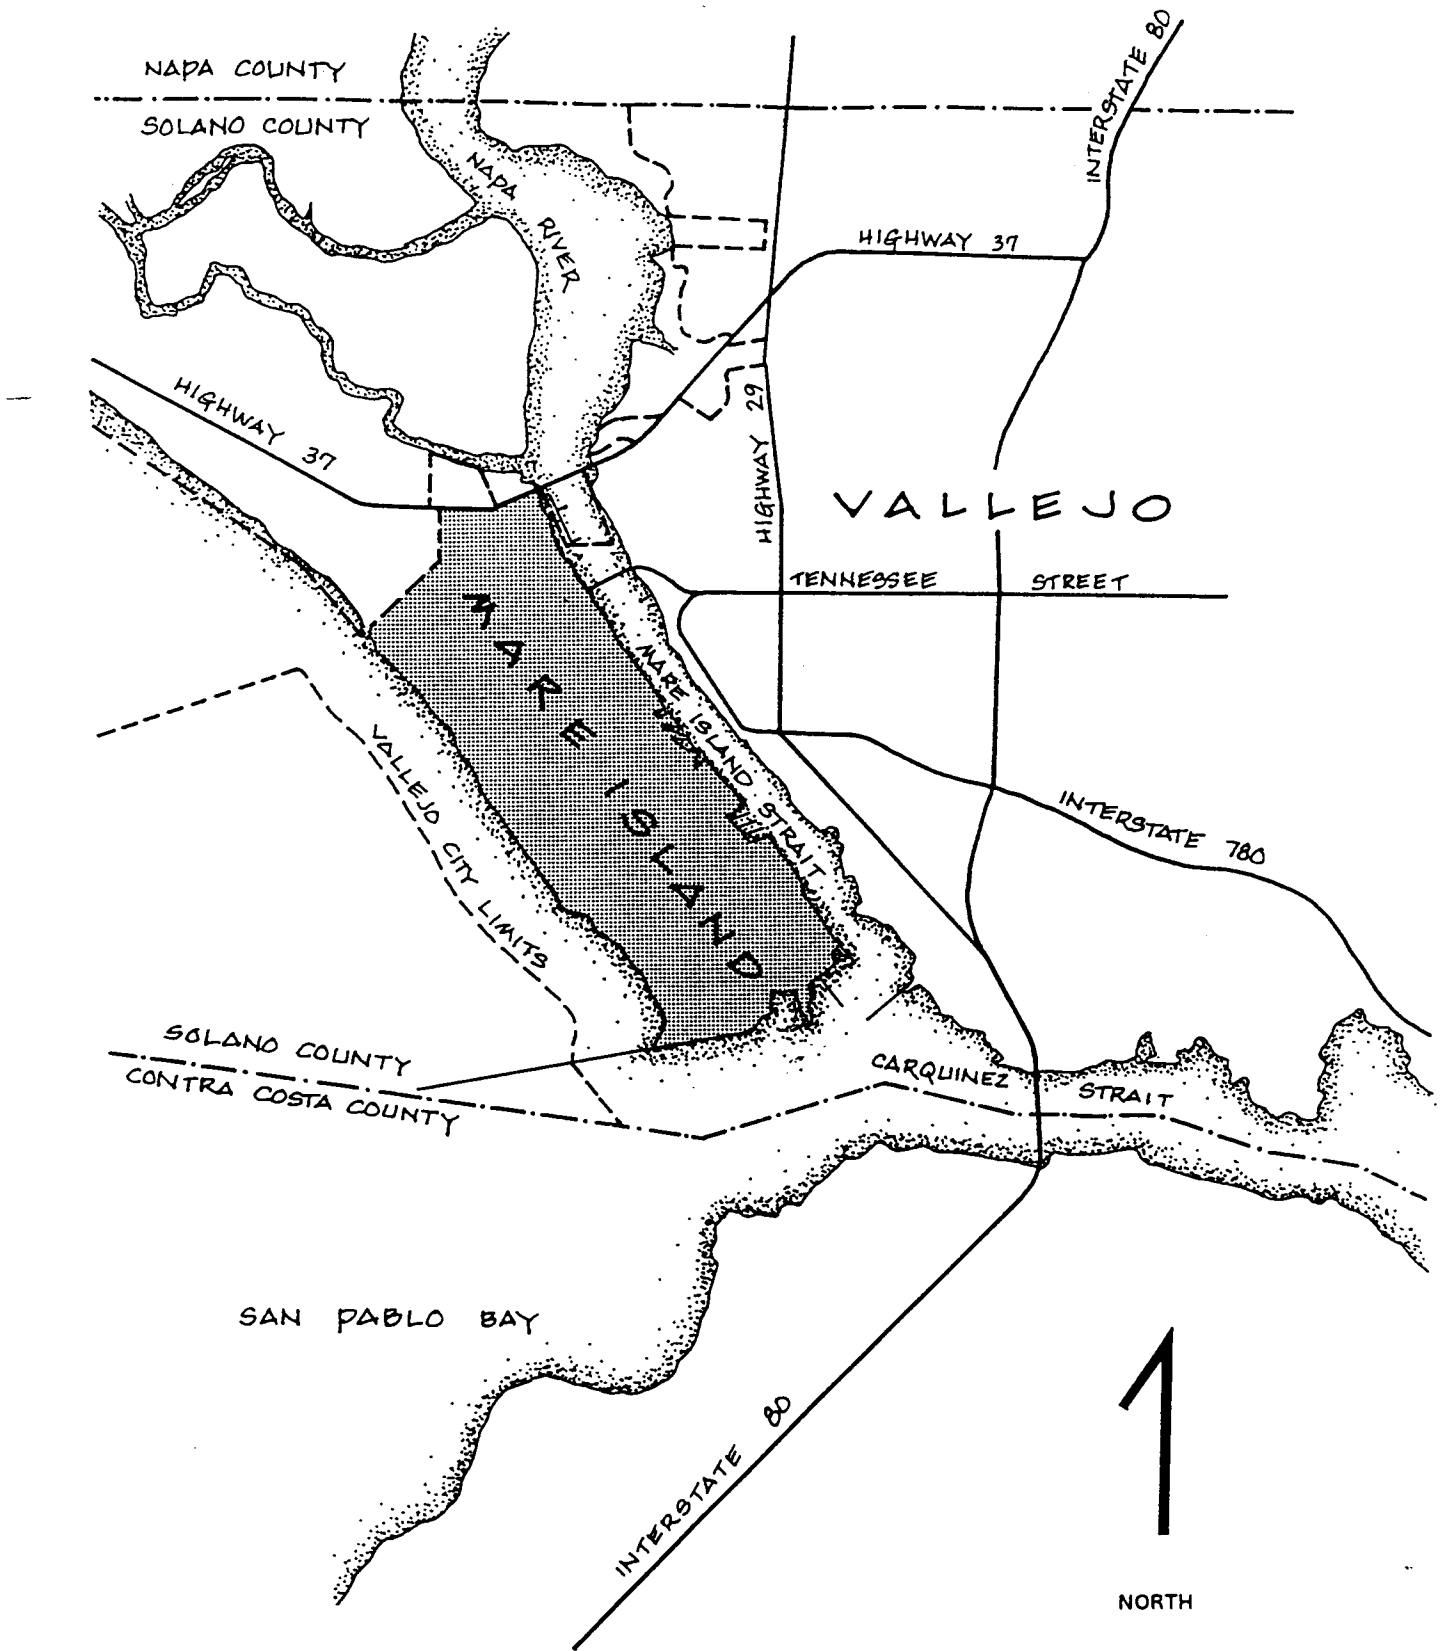 INTERSTATE 80
NAPA COUNTY
SOLANO COUNTY
NAPA RIVER
HIGHWAY 37
HIGHWAY 37
HIGHWAY 29
VALLEJO
TENNESSEE STREET
MARE ISLAND
MARE ISLAND STRAIT
VALLEJO CITY LIMITS
INTERSTATE 780
SOLANO COUNTY
CONTRA COSTA COUNTY
CARQUINEZ STRAIT
SAN PABLO BAY
INTERSTATE 80
NORTH